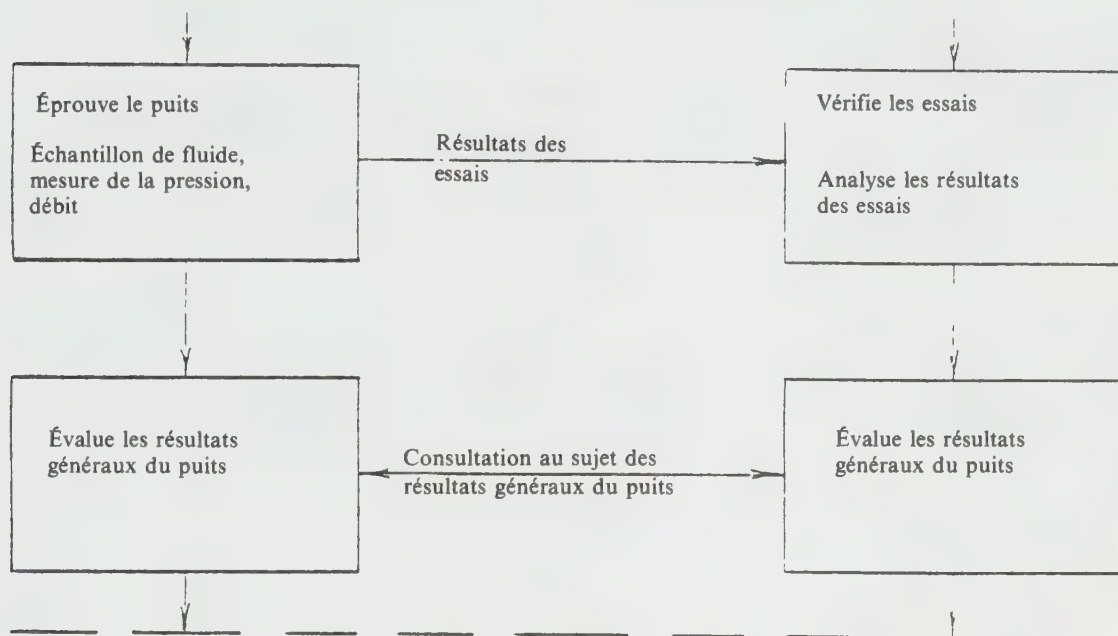 Éprouve le puits
Échantillon de fluide,
mesure de la pression,
débit
Résultats des
essais
Vérifie les essais
Analyse les résultats
des essais
Évalue les résultats
généraux du puits
Consultation au sujet des
résultats généraux du puits
Évalue les résultats
généraux du puits